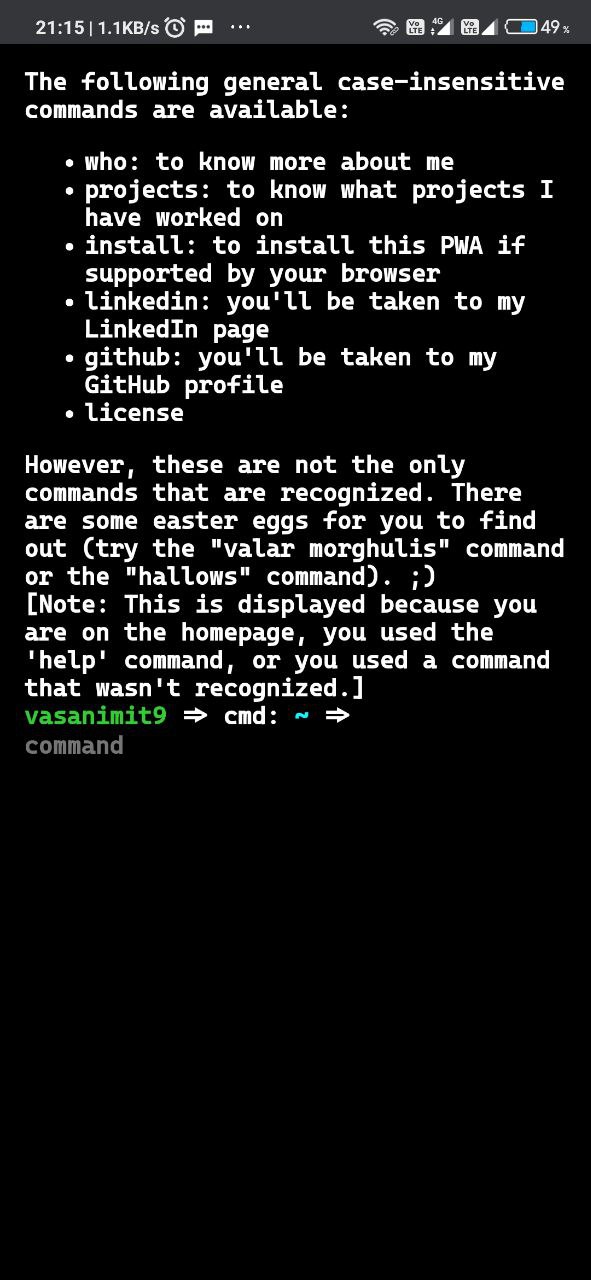 21:15 | 1.1KB/s ...
Vo LTE 4G Vo LTE 49 %
The following general case-insensitive
commands are available:
• who: to know more about me
• projects: to know what projects I
have worked on
• install: to install this PWA if
supported by your browser
• linkedin: you'll be taken to my
LinkedIn page
• github: you'll be taken to my
GitHub profile
• license
However, these are not the only
commands that are recognized. There
are some easter eggs for you to find
out (try the "valar morghulis" command
or the "hallows" command). ;)
[Note: This is displayed because you
are on the homepage, you used the
'help' command, or you used a command
that wasn't recognized.]
vasanimit9 ⇒ cmd: ~ ⇒
command